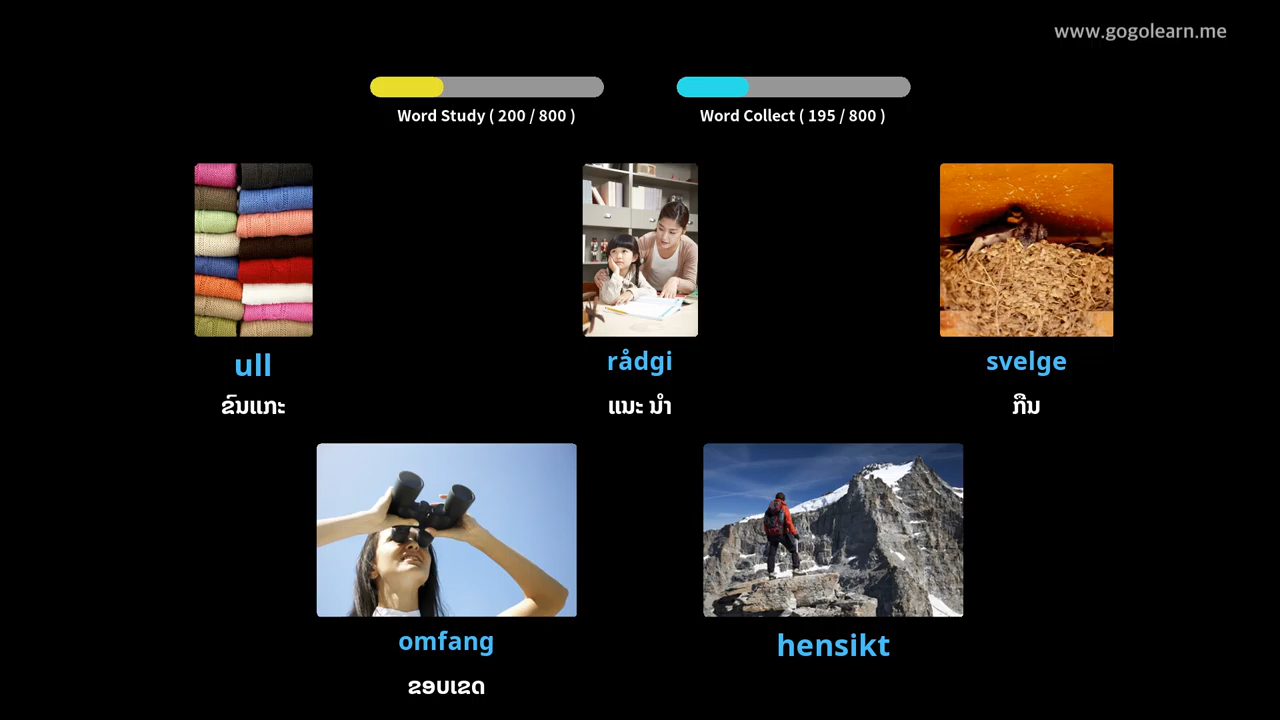 www.gogolearn.me
Word Study ( 200 / 800 )
Word Collect ( 195 / 800 )
ull
rådgi
svelge
ຂົນແກະ
ແນະ ນຳ
ກືນ
omfang
hensikt
ຂອບເຂດ